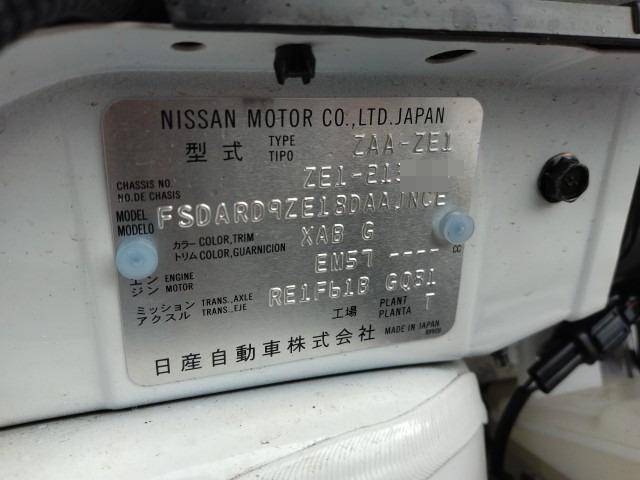 NISSAN MOTOR CO.,LTD.JAPAN
型式 TYPE TIPO ZAA-ZE1
CHASSIS NO. NO.DE CHASIS ZE1-213
MODEL MODELO FSDARD9ZE18DAAJNCE
カラー COLOR,TRIM トリム COLOR,GUARNICION XAB G
エンジン ENGINE MOTOR EM57 ---- CC
ミッション アクスル TRANS.,AXLE TRANS.,EJE RE1F61B GQ31
工場 PLANT PLANTA T
日産自動車株式会社 MADE IN JAPAN